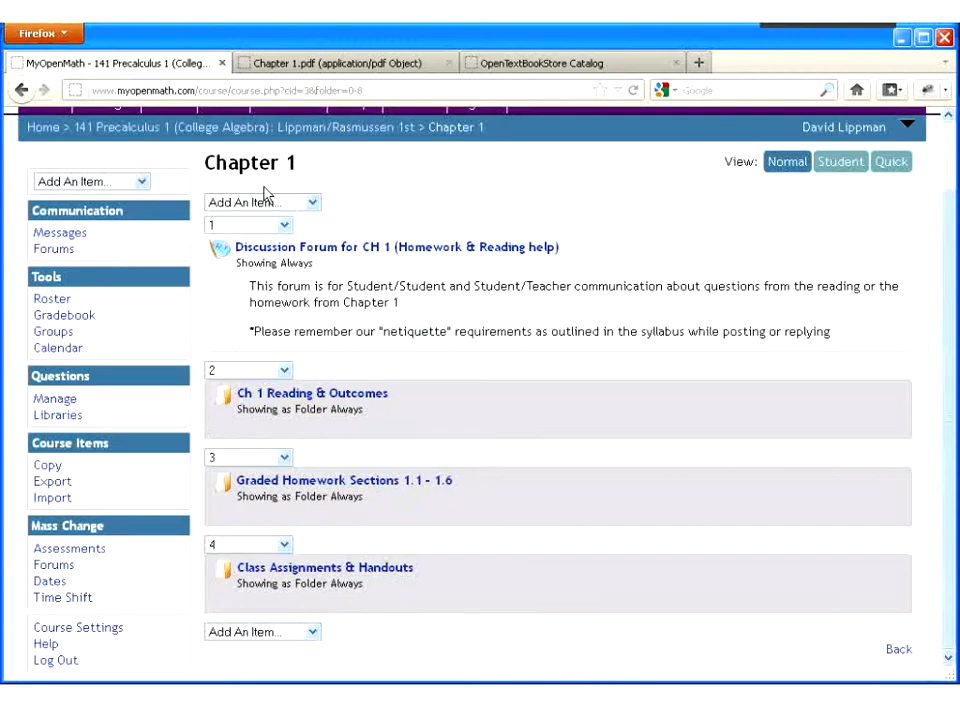 Firefox
MyOpenMath - 141 Precalculus 1 (Colleg... ×
Chapter 1.pdf (application/pdf Object)
OpenTextBookStore Catalog
www.myopenmath.com/course/course.php?cid=3&folder=0-8
Google
Home > 141 Precalculus 1 (College Algebra): Lippman/Rasmussen 1st > Chapter 1
David Lippman
Chapter 1
View: Normal Student Quick
Add An Item...
Communication
Messages
Forums
Tools
Roster
Gradebook
Groups
Calendar
Questions
Manage
Libraries
Course Items
Copy
Export
Import
Mass Change
Assessments
Forums
Dates
Time Shift
Course Settings
Help
Log Out
Add An Item...
1
Discussion Forum for CH 1 (Homework & Reading help)
Showing Always
This forum is for Student/Student and Student/Teacher communication about questions from the reading or the
homework from Chapter 1
*Please remember our "netiquette" requirements as outlined in the syllabus while posting or replying
2
Ch 1 Reading & Outcomes
Showing as Folder Always
3
Graded Homework Sections 1.1 - 1.6
Showing as Folder Always
4
Class Assignments & Handouts
Showing as Folder Always
Add An Item...
Back